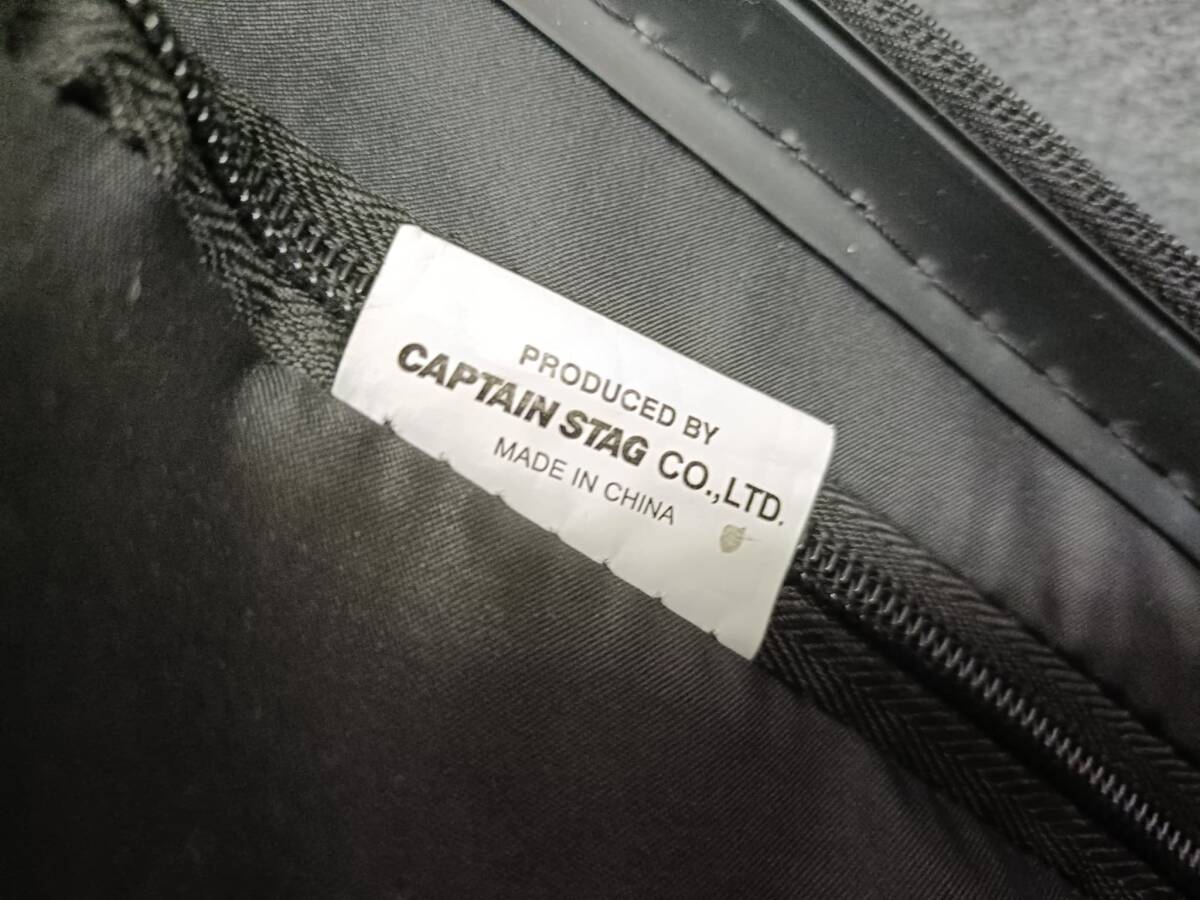 PRODUCED BY
CAPTAIN STAG CO.,LTD.
MADE IN CHINA